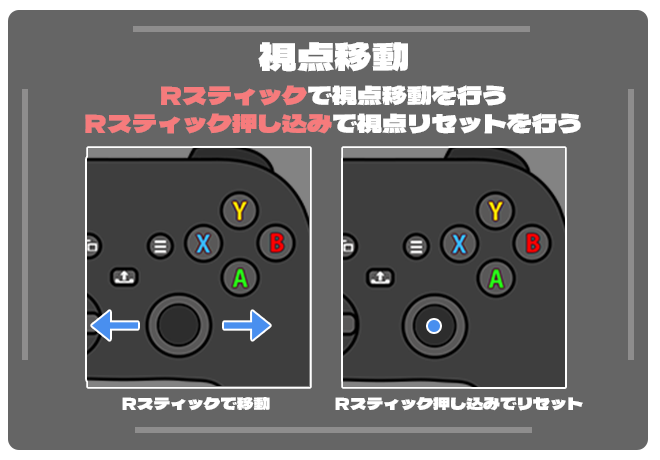 視点移動
Rスティックで視点移動を行う
Rスティック押し込みで視点リセットを行う
Y
X
B
A
Y
X
B
A
Rスティックで移動
Rスティック押し込みでリセット